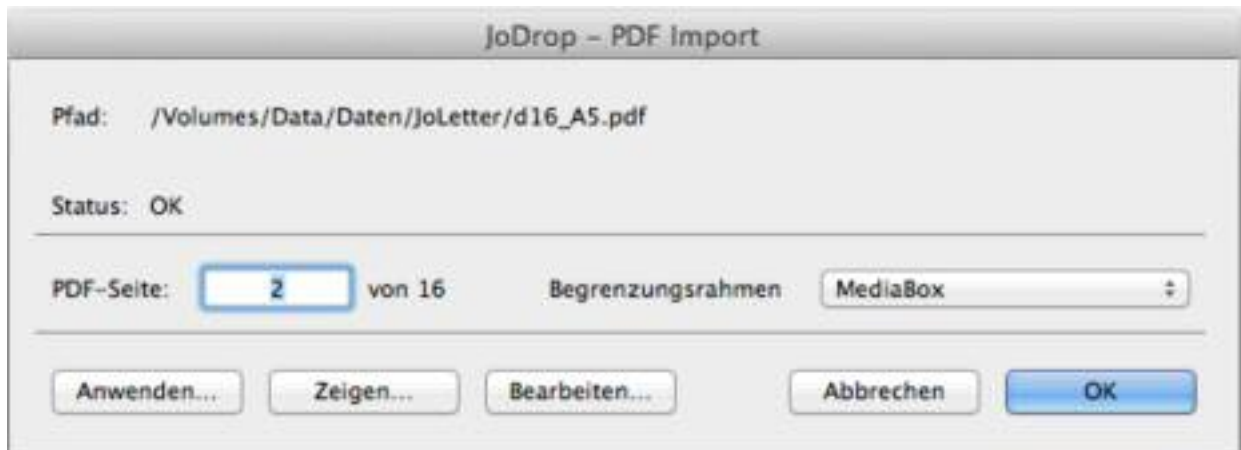 JoDrop – PDF Import
Pfad: /Volumes/Data/Daten/JoLetter/d16_A5.pdf
Status: OK
PDF-Seite: 2 von 16 Begrenzungsrahmen MediaBox
Anwenden... Zeigen... Bearbeiten... Abbrechen OK